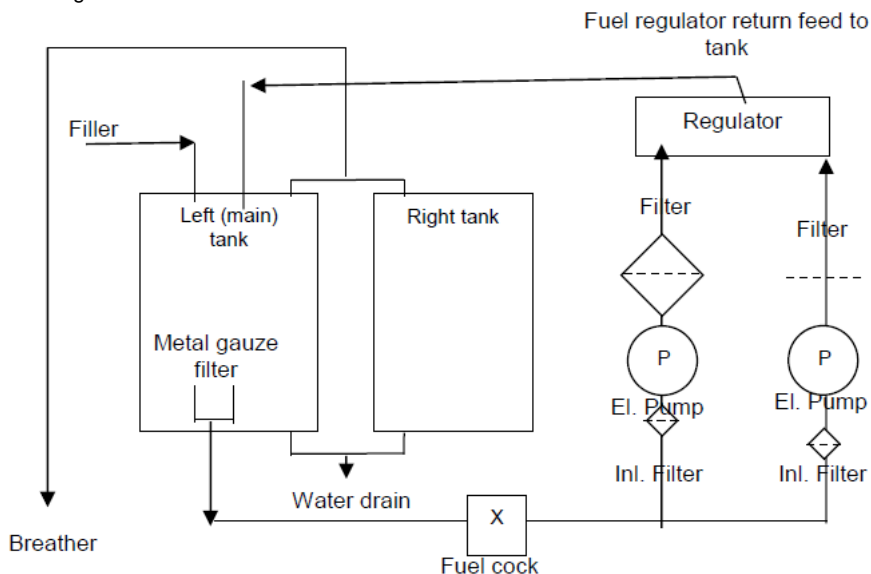 Fuel regulator return feed to
tank
Filler
Regulator
Left (main)
tank
Right tank
Filter
Filter
Metal gauze
filter
P
P
El. Pump
El. Pump
Inl. Filter
Inl. Filter
Water drain
X
Breather
Fuel cock